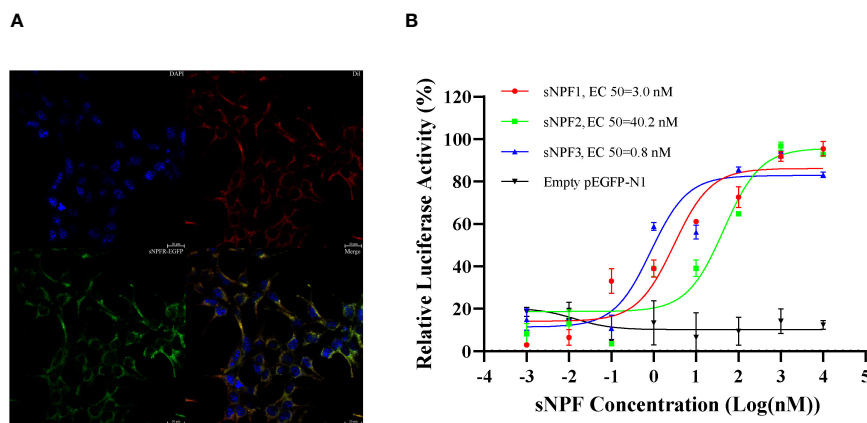 A
B
DAPI
Dil
sNPFR-EGFP
Merge
sNPF1, EC 50=3.0 nM
sNPF2, EC 50=40.2 nM
sNPF3, EC 50=0.8 nM
Empty pEGFP-N1
Relative Luciferase Activity (%)
120
100
80
60
40
20
0
-4 -3 -2 -1 0 1 2 3 4 5
sNPF Concentration (Log(nM))